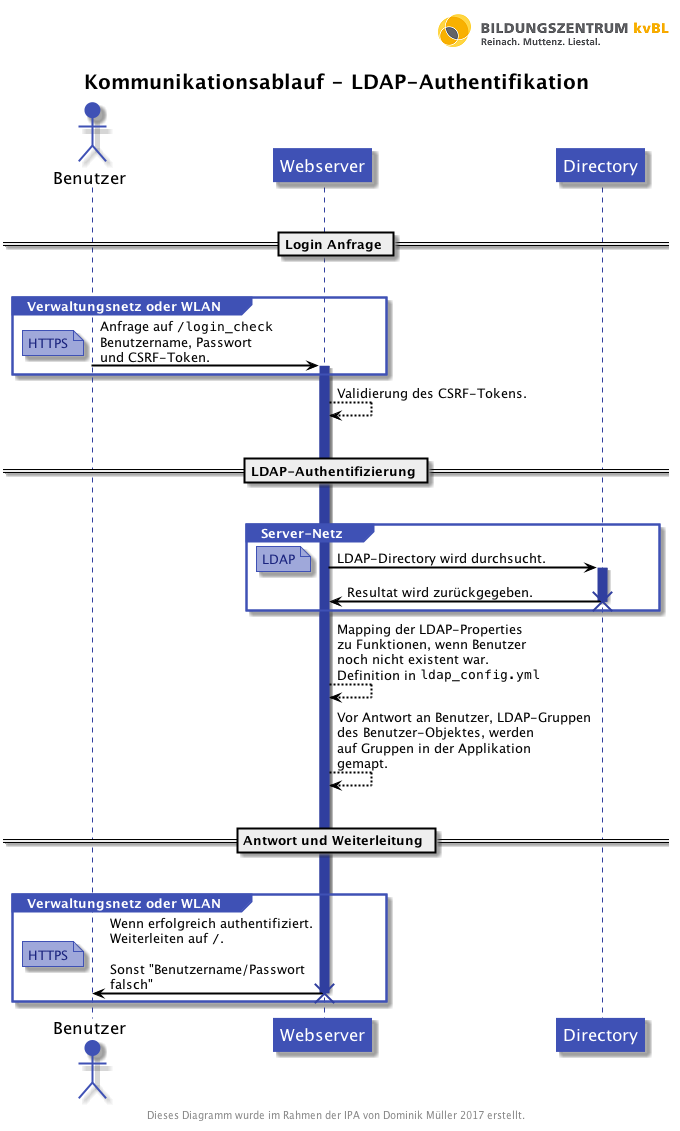 BILDUNGSZENTRUM kvBL
Reinach. Muttenz. Liestal.
Kommunikationsablauf - LDAP-Authentifikation
Benutzer
Webserver
Directory
Login Anfrage
Verwaltungsnetz oder WLAN
HTTPS
Anfrage auf /login_check
Benutzername, Passwort
und CSRF-Token.
Validierung des CSRF-Tokens.
LDAP-Authentifizierung
Server-Netz
LDAP
LDAP-Directory wird durchsucht.
Resultat wird zurückgegeben.
Mapping der LDAP-Properties
zu Funktionen, wenn Benutzer
noch nicht existent war.
Definition in ldap_config.yml
Vor Antwort an Benutzer, LDAP-Gruppen
des Benutzer-Objektes, werden
auf Gruppen in der Applikation
gemapt.
Antwort und Weiterleitung
Verwaltungsnetz oder WLAN
HTTPS
Wenn erfolgreich authentifiziert.
Weiterleiten auf /.
Sonst "Benutzername/Passwort
falsch"
Benutzer
Webserver
Directory
Dieses Diagramm wurde im Rahmen der IPA von Dominik Müller 2017 erstellt.